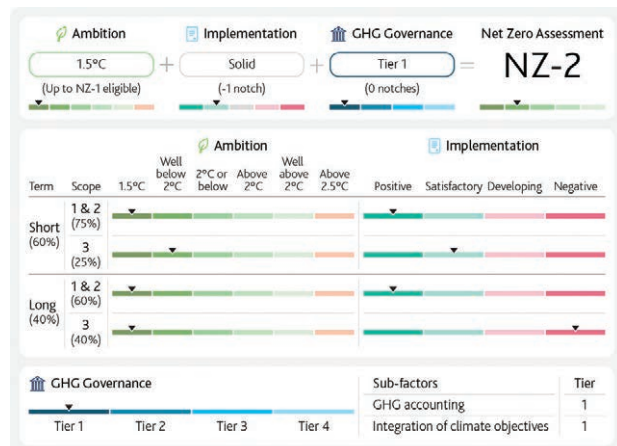 Ambition
Implementation
GHG Governance
Net Zero Assessment
1.5°C
+
Solid
+
Tier 1
=
NZ-2
(Up to NZ-1 eligible)
(-1 notch)
(0 notches)
Ambition
Implementation
Term
Scope
1.5°C
Well below 2°C
2°C or below
Above 2°C
Well above 2°C
Above 2.5°C
Positive
Satisfactory
Developing
Negative
Short (60%)
1 & 2 (75%)
3 (25%)
Long (40%)
1 & 2 (60%)
3 (40%)
GHG Governance
Tier 1
Tier 2
Tier 3
Tier 4
Sub-factors
Tier
GHG accounting
1
Integration of climate objectives
1